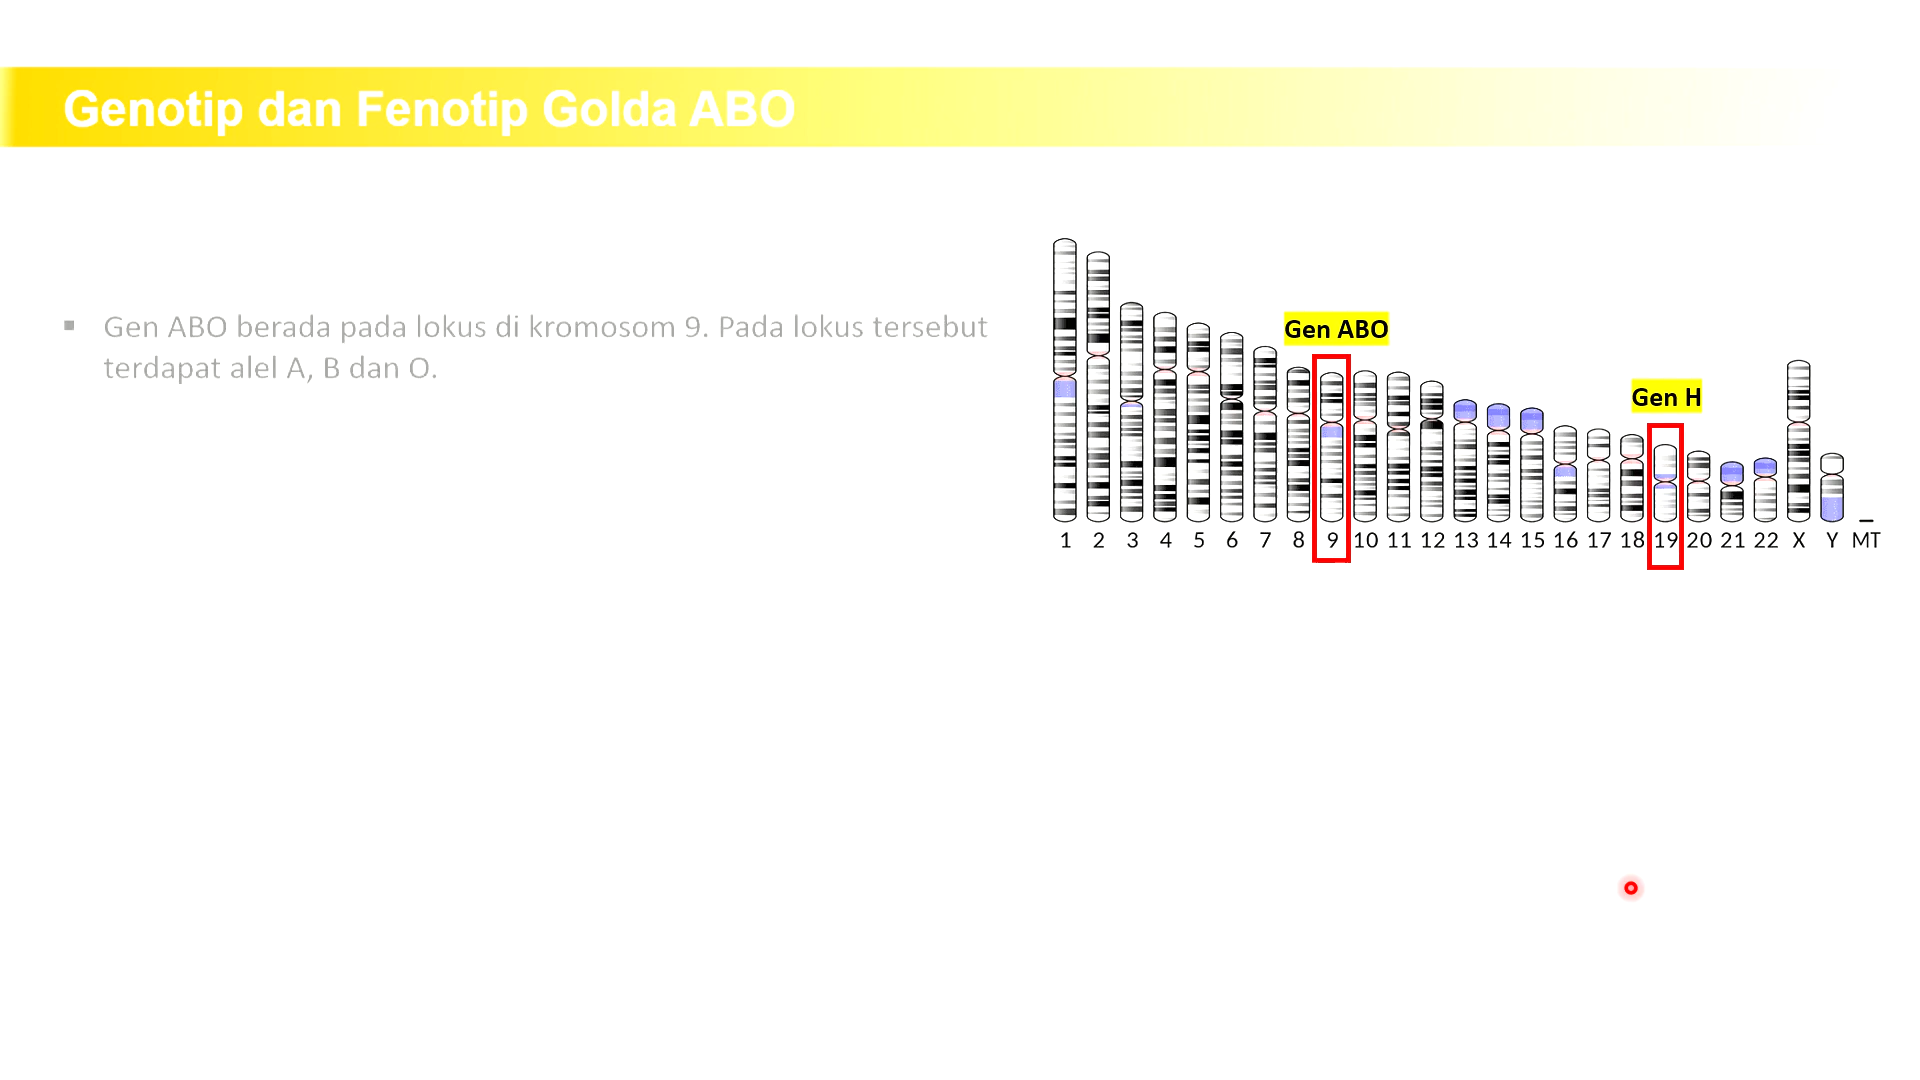 Genotip dan Fenotip Golda ABO
▪ Gen ABO berada pada lokus di kromosom 9. Pada lokus tersebut
terdapat alel A, B dan O.
Gen ABO
Gen H
1 2 3 4 5 6 7 8 9 10 11 12 13 14 15 16 17 18 19 20 21 22 X Y MT